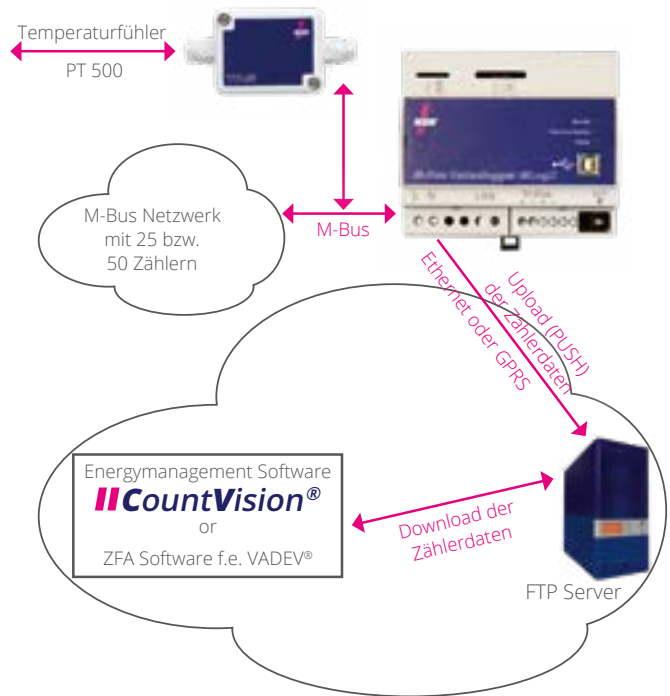 Temperaturfühler
PT 500
M-Bus Netzwerk
mit 25 bzw.
50 Zählern
M-Bus
LAN
Upload (PUSH)
der Zählerdaten
Ethernet oder GPRS
Energymanagement Software
CountVision®
or
ZFA Software f.e. VADEV®
Download der
Zählerdaten
FTP Server